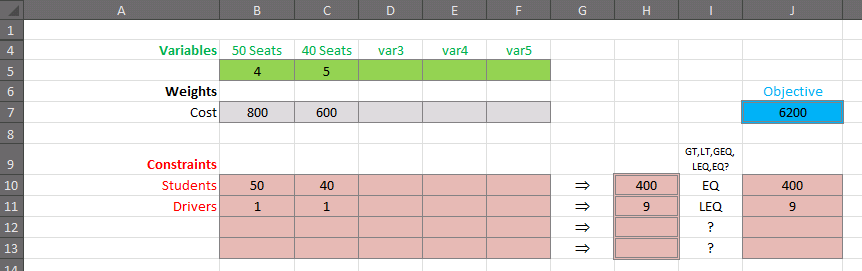 A B C D E F G H I J
1
4 Variables 50 Seats 40 Seats var3 var4 var5
5 4 5
6 Weights Objective
7 Cost 800 600 6200
8
9 Constraints GT,LT,GEQ,
LEQ,EQ?
10 Students 50 40 ⇒ 400 EQ 400
11 Drivers 1 1 ⇒ 9 LEQ 9
12 ⇒ ?
13 ⇒ ?
14